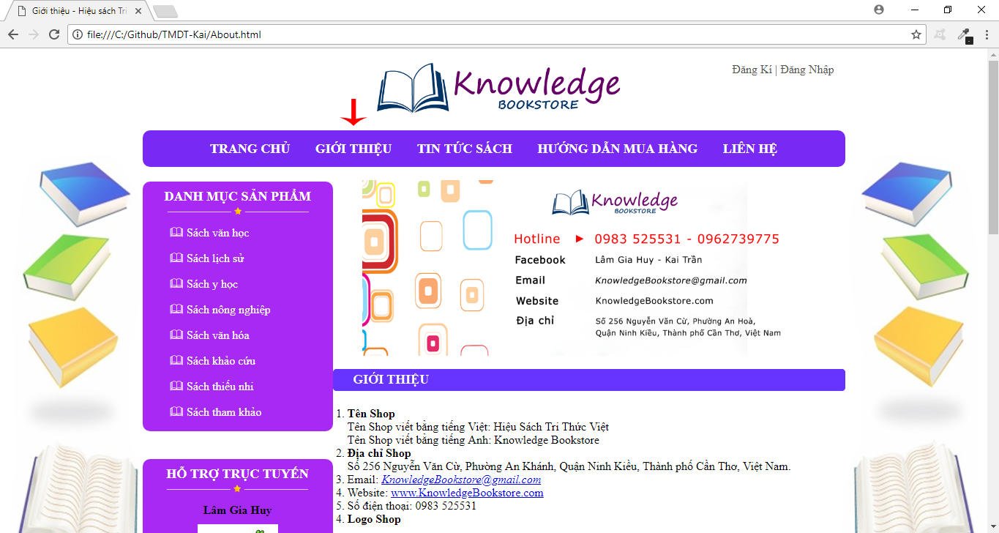 Giới thiệu - Hiệu sách Tri
file:///C:/Github/TMDT-Kai/About.html
Knowledge
BOOKSTORE
Đăng Kí | Đăng Nhập
TRANG CHỦ GIỚI THIỆU TIN TỨC SÁCH HƯỚNG DẪN MUA HÀNG LIÊN HỆ
DANH MỤC SẢN PHẨM
Sách văn học
Sách lịch sử
Sách y học
Sách nông nghiệp
Sách văn hóa
Sách khảo cứu
Sách thiếu nhi
Sách tham khảo
HỖ TRỢ TRỰC TUYẾN
Lâm Gia Huy
Knowledge
BOOKSTORE
Hotline ► 0983 525531 - 0962739775
Facebook Lâm Gia Huy - Kai Trần
Email KnowledgeBookstore@gmail.com
Website KnowledgeBookstore.com
Địa chỉ Số 256 Nguyễn Văn Cừ, Phường An Hoà,
Quận Ninh Kiều, Thành phố Cần Thơ, Việt Nam
GIỚI THIỆU
1. Tên Shop
Tên Shop viết bằng tiếng Việt: Hiệu Sách Tri Thức Việt
Tên Shop viết bằng tiếng Anh: Knowledge Bookstore
2. Địa chỉ Shop
Số 256 Nguyễn Văn Cừ, Phường An Khánh, Quận Ninh Kiều, Thành phố Cần Thơ, Việt Nam.
3. Email: KnowledgeBookstore@gmail.com
4. Website: www.KnowledgeBookstore.com
5. Số điện thoại: 0983 525531
4. Logo Shop